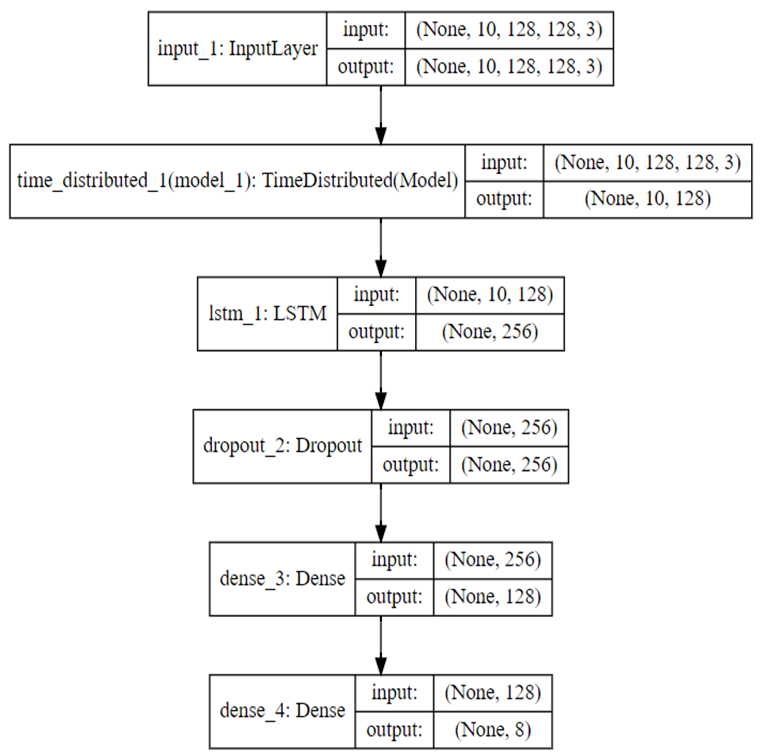 input_1: InputLayer
input: (None, 10, 128, 128, 3)
output: (None, 10, 128, 128, 3)
time_distributed_1(model_1): TimeDistributed(Model)
input: (None, 10, 128, 128, 3)
output: (None, 10, 128)
lstm_1: LSTM
input: (None, 10, 128)
output: (None, 256)
dropout_2: Dropout
input: (None, 256)
output: (None, 256)
dense_3: Dense
input: (None, 256)
output: (None, 128)
dense_4: Dense
input: (None, 128)
output: (None, 8)